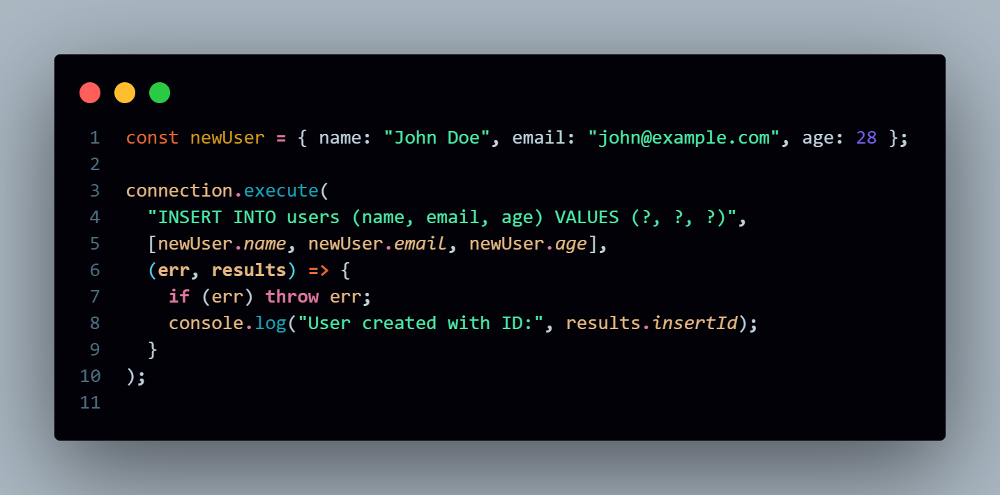 1 const newUser = { name: "John Doe", email: "john@example.com", age: 28 };
2
3 connection.execute(
4   "INSERT INTO users (name, email, age) VALUES (?, ?, ?)",
5   [newUser.name, newUser.email, newUser.age],
6   (err, results) => {
7     if (err) throw err;
8     console.log("User created with ID:", results.insertId);
9   }
10 );
11